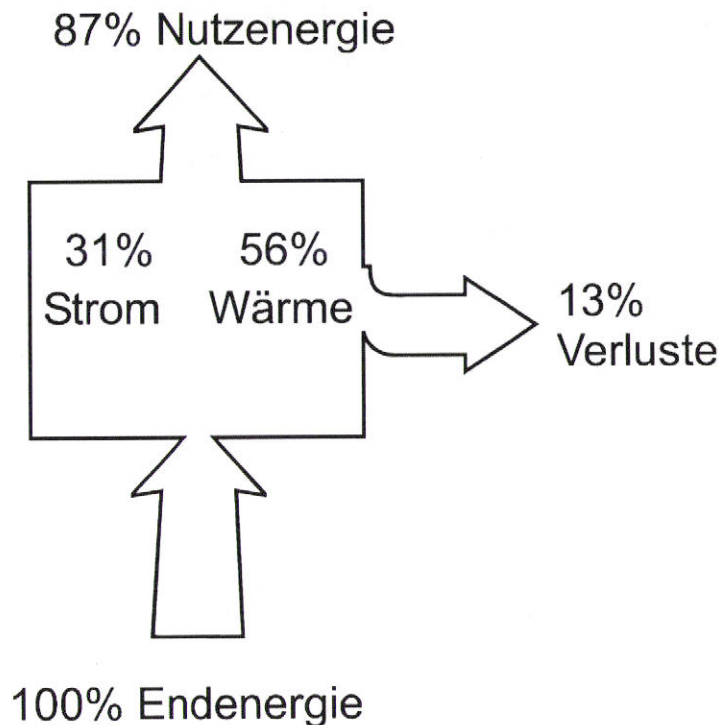 87% Nutzenergie
31%
Strom
56%
Wärme
13%
Verluste
100% Endenergie